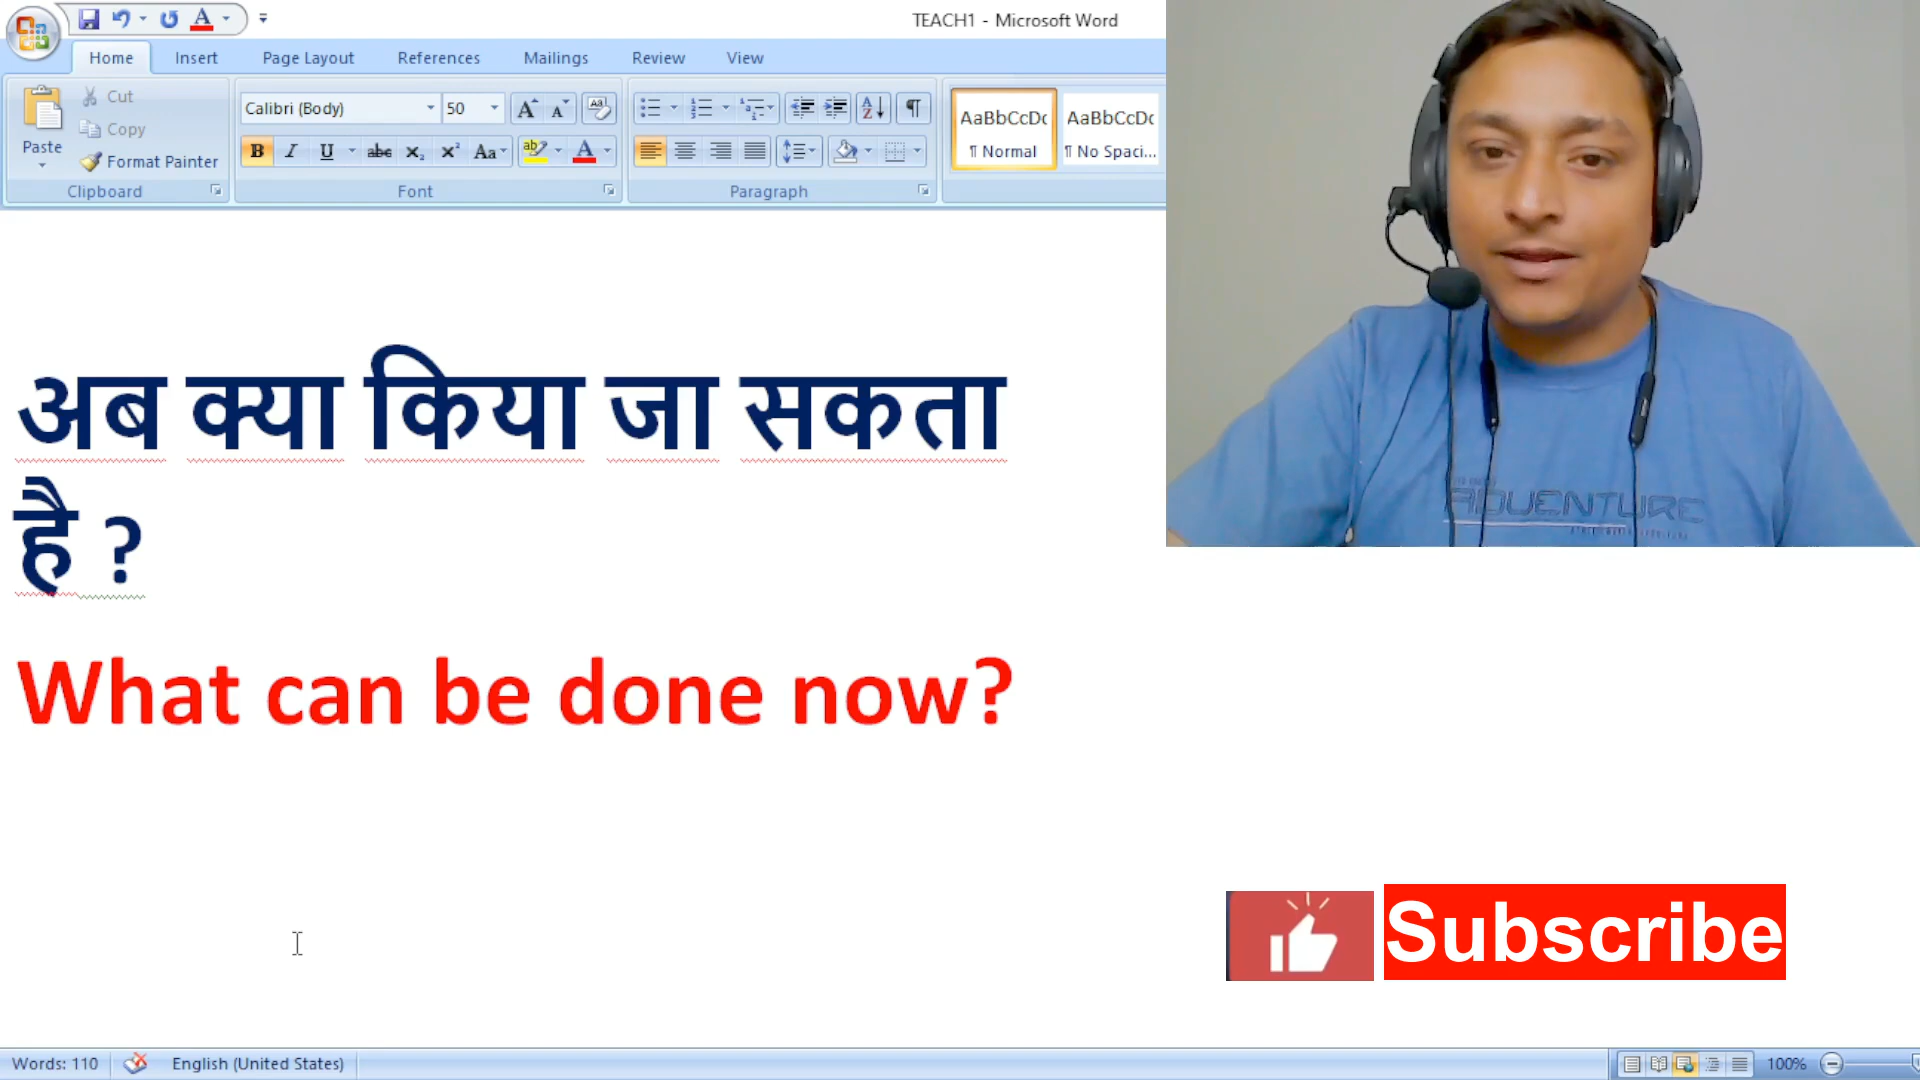 TEACH1 - Microsoft Word
Home Insert Page Layout References Mailings Review View
Cut
Copy
Paste
Format Painter
Clipboard
Calibri (Body) 50
Font
Paragraph
AaBbCcDc AaBbCcDc
¶ Normal ¶ No Spaci...
अब क्या किया जा सकता
है ?
What can be done now?
ADVENTURE
Subscribe
Words: 110 English (United States) 100%